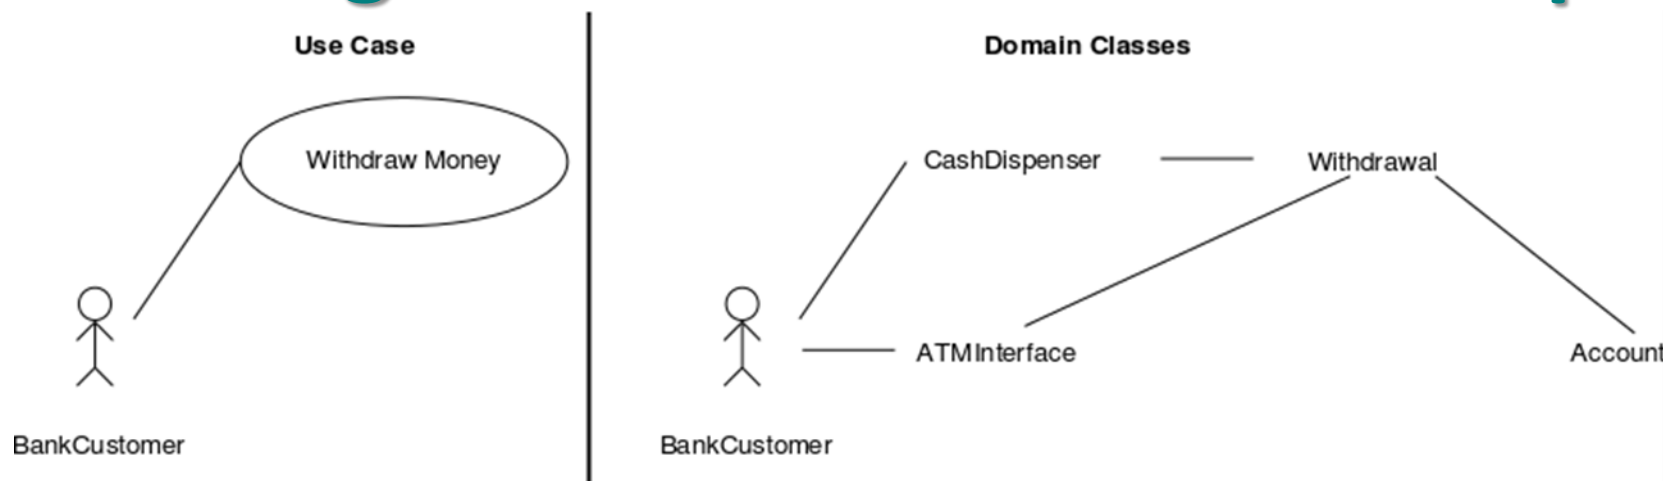 Use Case
Withdraw Money
BankCustomer
Domain Classes
CashDispenser
Withdrawal
ATMInterface
Account
BankCustomer